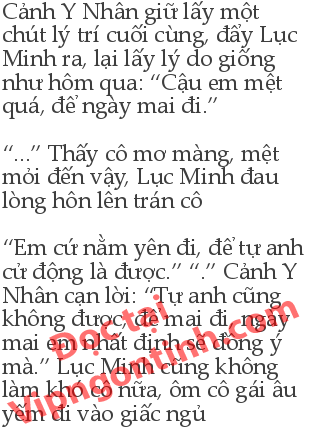 Cảnh Y Nhân giữ lấy một
chút lý trí cuối cùng, đẩy Lục
Minh ra, lại lấy lý do giống
như hôm qua: “Cậu em mệt
quá, để ngày mai đi.”
“...” Thấy cô mơ màng, mệt
mỏi đến vậy, Lục Minh đau
lòng hôn lên trán cô
“Em cứ nằm yên đi, để tự anh
cử động là được.” “.” Cảnh Y
Nhân cạn lời: “Tự anh cũng
không được, để mai đi, ngày
mai em nhất định sẽ đồng ý
mà.” Lục Minh cũng không
làm khó cô nữa, ôm cô gái âu
yếm đi vào giấc ngủ
Đọc tại
Vipngontinh.com